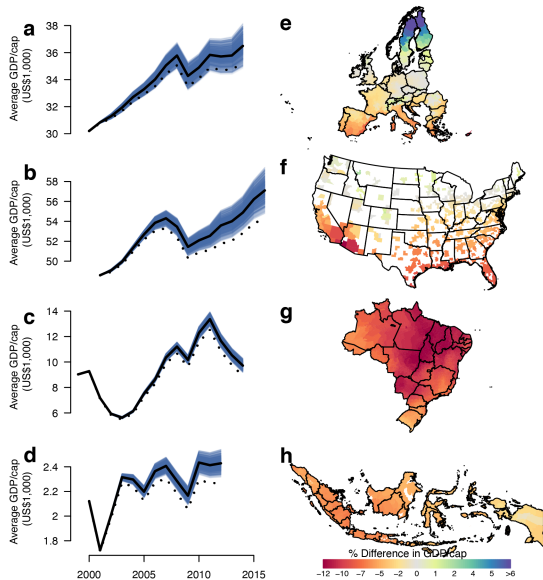 a
Average GDP/cap
(US$1,000)
38
36
34
32
30
e
b
Average GDP/cap
(US$1,000)
58
56
54
52
50
f
c
Average GDP/cap
(US$1,000)
14
12
10
8
6
g
d
Average GDP/cap
(US$1,000)
2.4
2.2
2
1.8
2000 2005 2010 2015
h
% Difference in GDP/cap
−12 −10 −7 −4 −2 0 1 2 4 5 >6